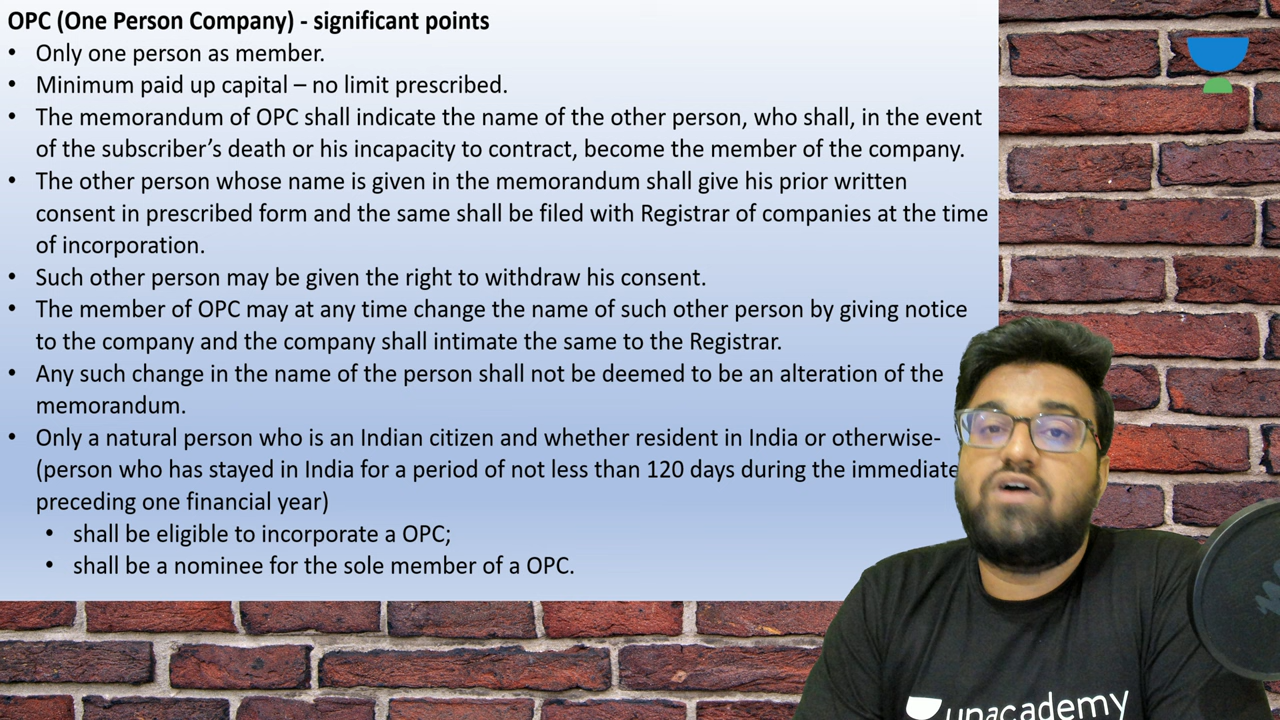 OPC (One Person Company) - significant points
• Only one person as member.
• Minimum paid up capital – no limit prescribed.
• The memorandum of OPC shall indicate the name of the other person, who shall, in the event
of the subscriber’s death or his incapacity to contract, become the member of the company.
• The other person whose name is given in the memorandum shall give his prior written
consent in prescribed form and the same shall be filed with Registrar of companies at the time
of incorporation.
• Such other person may be given the right to withdraw his consent.
• The member of OPC may at any time change the name of such other person by giving notice
to the company and the company shall intimate the same to the Registrar.
• Any such change in the name of the person shall not be deemed to be an alteration of the
memorandum.
• Only a natural person who is an Indian citizen and whether resident in India or otherwise-
(person who has stayed in India for a period of not less than 120 days during the immediate
preceding one financial year)
• shall be eligible to incorporate a OPC;
• shall be a nominee for the sole member of a OPC.
unacademy